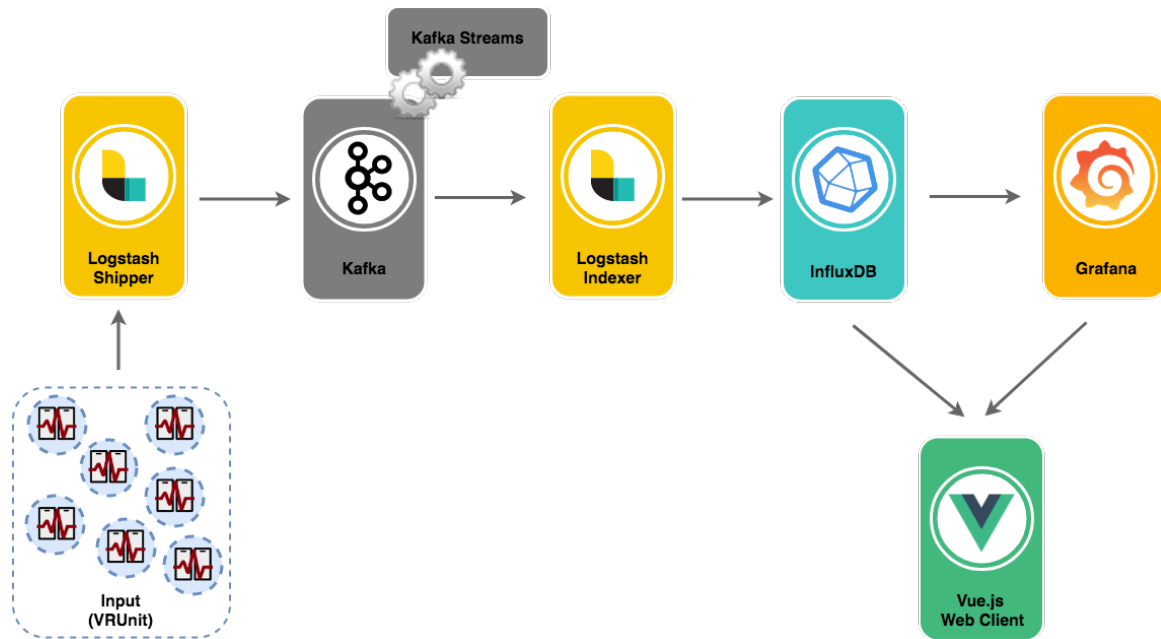 Kafka Streams
Logstash
Shipper
Kafka
Logstash
Indexer
InfluxDB
Grafana
Input
(VRUnit)
Vue.js
Web Client